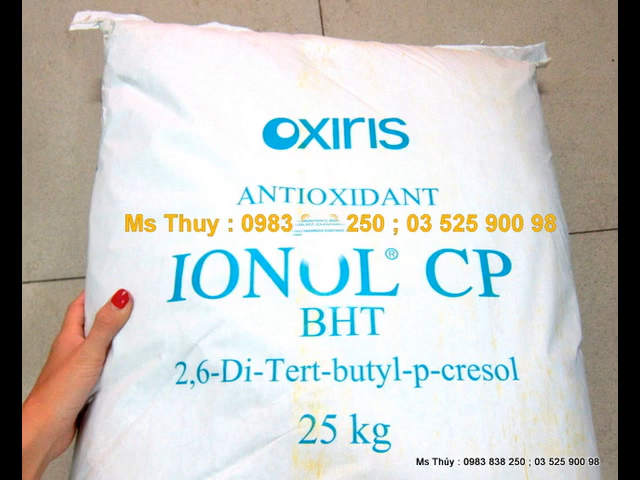 OXIRIS
ANTIOXIDANT
Ms Thuy : 0983 250 ; 03 525 900 98
IONOL® CP
BHT
2,6-Di-Tert-butyl-p-cresol
25 kg
Ms Thủy : 0983 838 250 ; 03 525 900 98